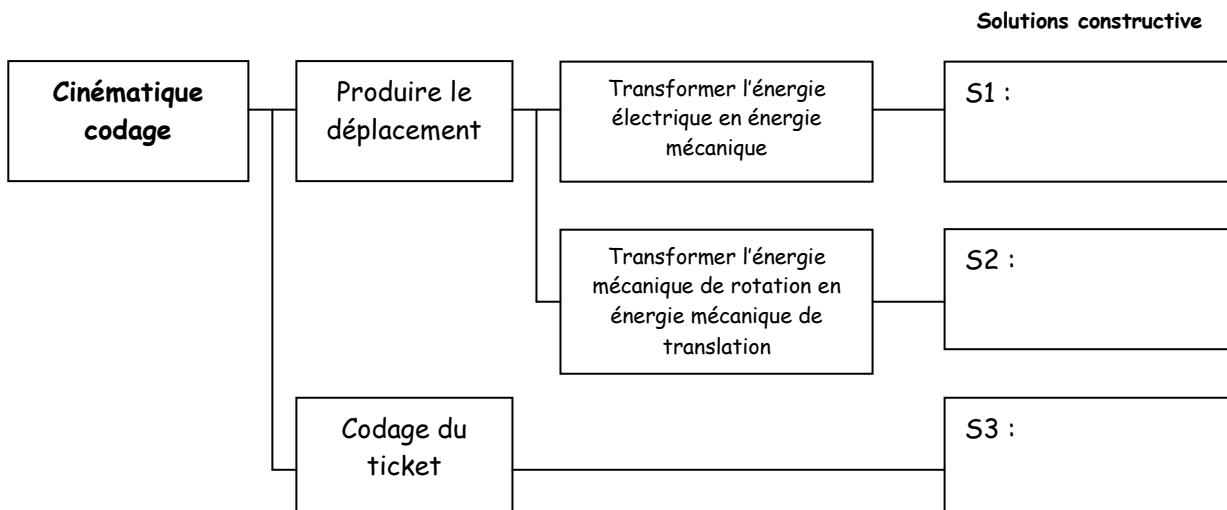 Solutions constructive
Cinématique
codage
Produire le
déplacement
Transformer l'énergie
électrique en énergie
mécanique
S1 :
Transformer l'énergie
mécanique de rotation en
énergie mécanique de
translation
S2 :
Codage du
ticket
S3 :